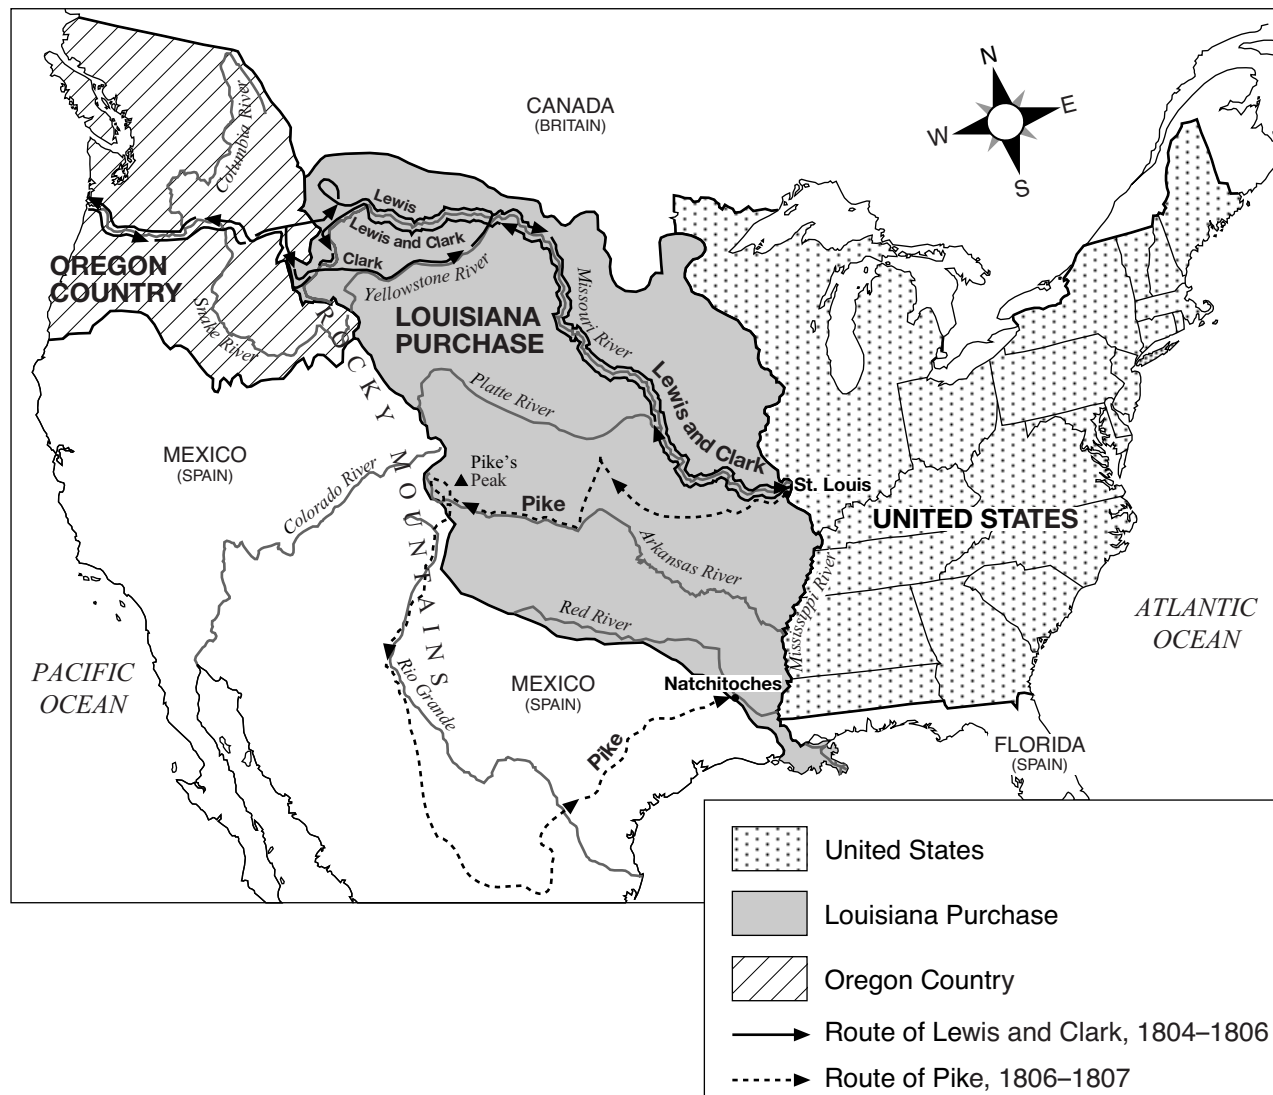 N
E
W
S
CANADA
(BRITAIN)
Columbia River
Lewis
Lewis and Clark
Clark
Yellowstone River
Missouri River
OREGON
COUNTRY
Snake River
LOUISIANA
PURCHASE
ROCKY MOUNTAINS
Platte River
Lewis and Clark
MEXICO
(SPAIN)
Colorado River
Pike's
Peak
Pike
St. Louis
UNITED STATES
Arkansas River
Mississippi River
Red River
ATLANTIC
OCEAN
PACIFIC
OCEAN
Rio Grande
MEXICO
(SPAIN)
Natchitoches
Pike
FLORIDA
(SPAIN)
United States
Louisiana Purchase
Oregon Country
Route of Lewis and Clark, 1804–1806
Route of Pike, 1806–1807